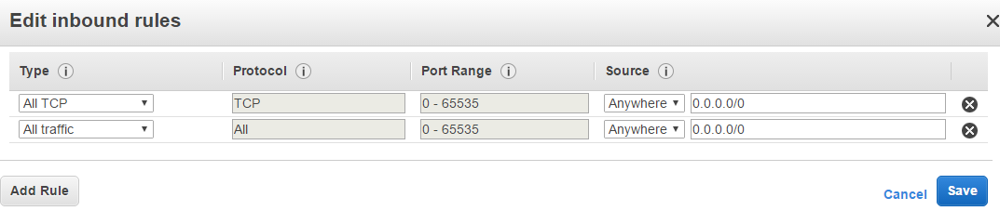 Edit inbound rules
Type Protocol Port Range Source
All TCP TCP 0 - 65535 Anywhere 0.0.0.0/0
All traffic All 0 - 65535 Anywhere 0.0.0.0/0
Add Rule Cancel Save